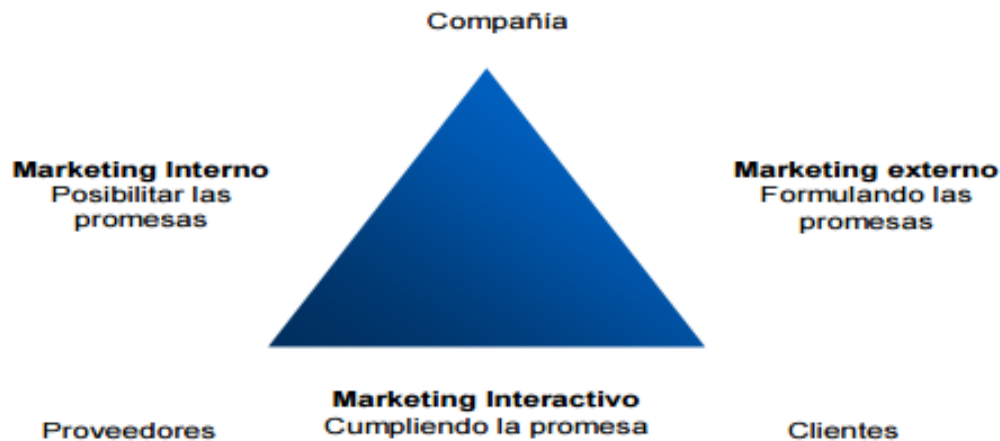 Compañía
Marketing Interno
Posibilitar las
promesas
Marketing externo
Formulando las
promesas
Marketing Interactivo
Cumpliendo la promesa
Proveedores
Clientes